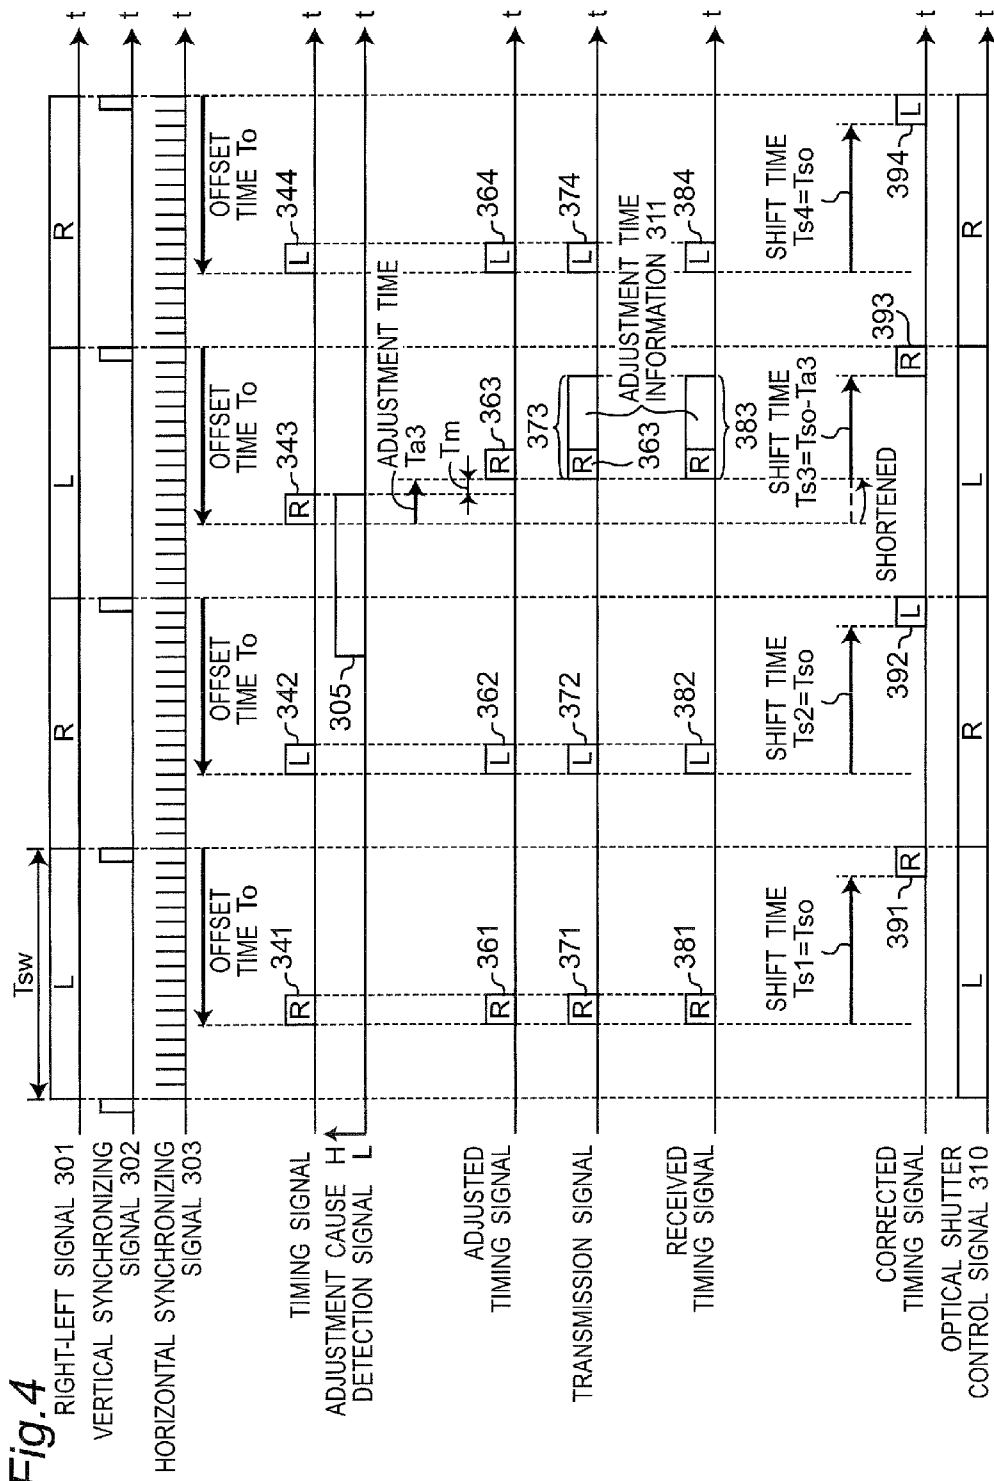 Fig.4
Tsw
RIGHT-LEFT SIGNAL 301
L
R
L
R
t
VERTICAL SYNCHRONIZING
SIGNAL 302
t
HORIZONTAL SYNCHRONIZING
SIGNAL 303
t
OFFSET
TIME To
OFFSET
TIME To
OFFSET
TIME To
OFFSET
TIME To
TIMING SIGNAL
R
341
L
342
R
343
L
344
t
ADJUSTMENT CAUSE H
DETECTION SIGNAL L
305
t
ADJUSTMENT TIME
Ta3
Tm
ADJUSTED
TIMING SIGNAL
R
361
L
362
R
363
L
364
t
TRANSMISSION SIGNAL
R
371
L
372
373
R
363
L
374
t
ADJUSTMENT TIME
INFORMATION 311
RECEIVED
TIMING SIGNAL
R
381
L
382
R
383
L
384
t
SHIFT TIME
Ts1=Tso
SHIFT TIME
Ts2=Tso
SHIFT TIME
Ts3=Tso-Ta3
SHIFT TIME
Ts4=Tso
SHORTENED
CORRECTED
TIMING SIGNAL
391
R
392
L
R
393
394
L
t
OPTICAL SHUTTER
CONTROL SIGNAL 310
L
R
L
R
t